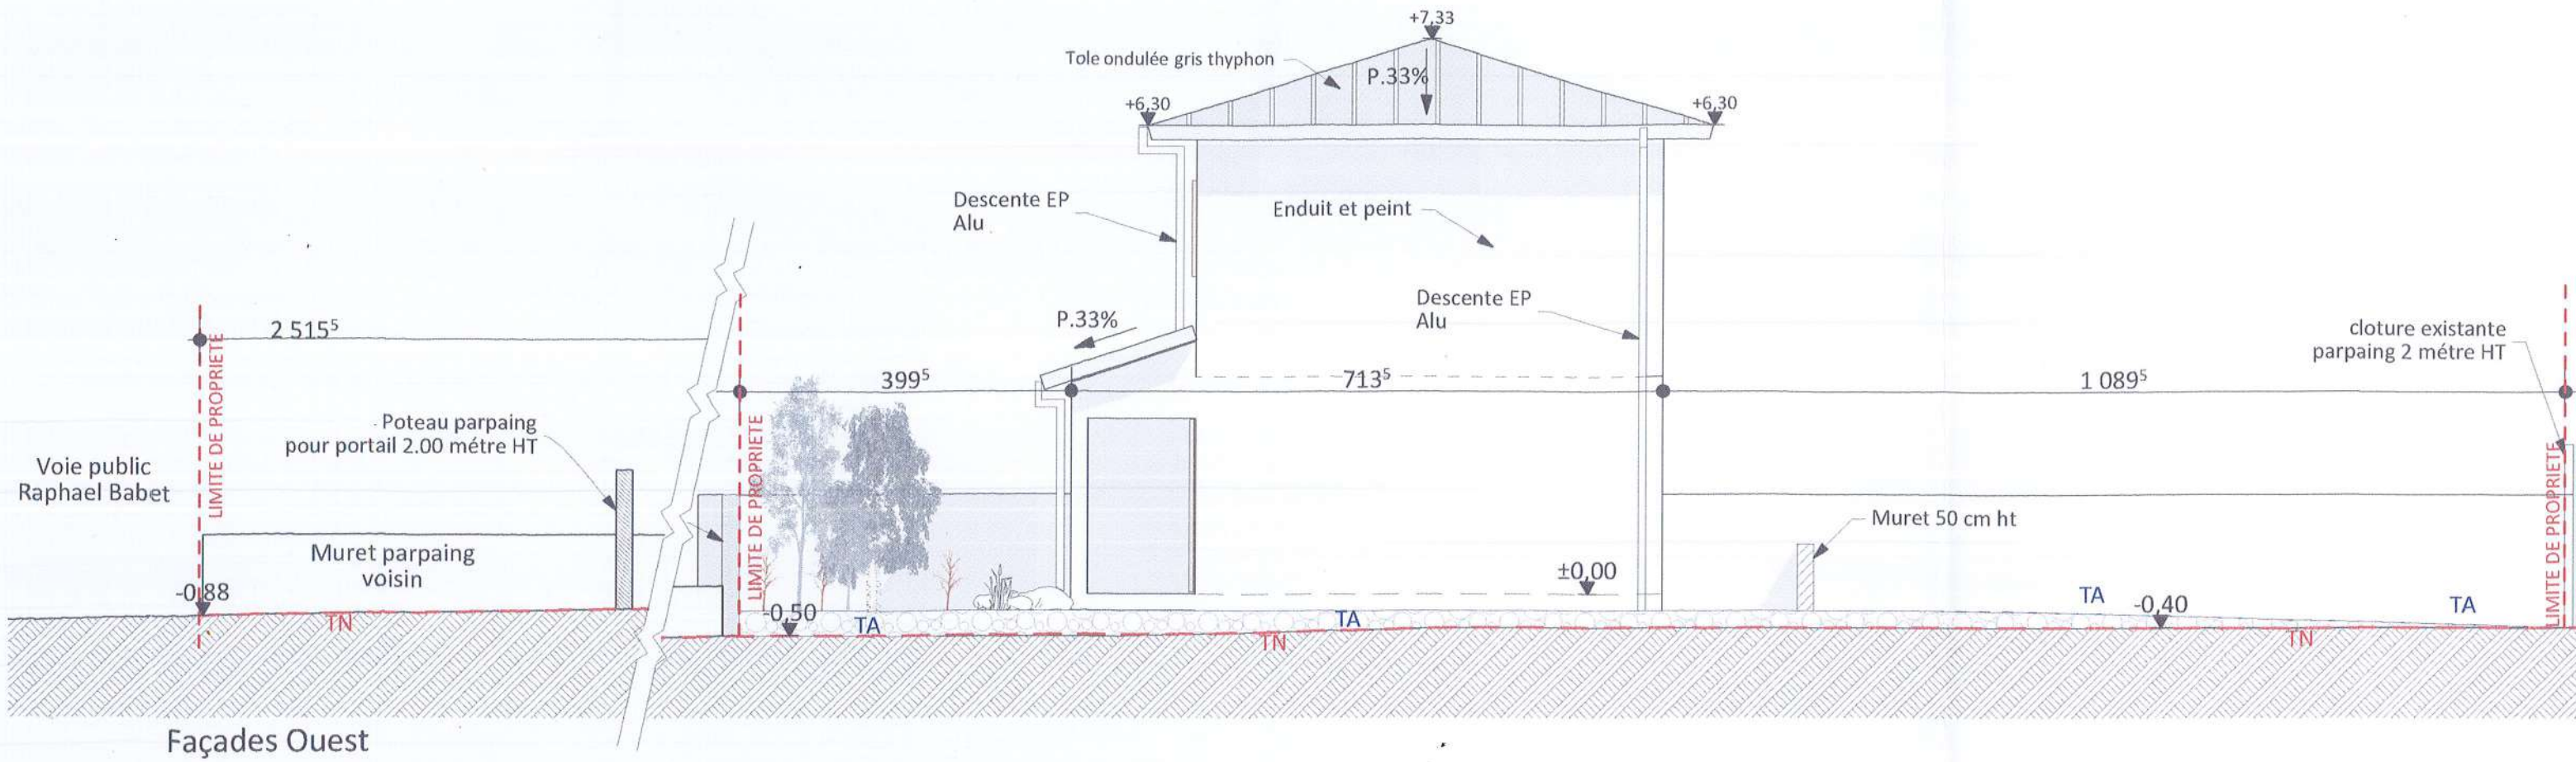 +7,33
Tole ondulée gris thyphon
P.33%
+6,30
+6,30
Descente EP
Alu
Enduit et peint
Descente EP
Alu
P.33%
2 515⁵
LIMITE DE PROPRIETE
399⁵
713⁵
1 089⁵
cloture existante
parpaing 2 métre HT
Poteau parpaing
pour portail 2.00 métre HT
Voie public
Raphael Babet
LIMITE DE PROPRIETE
LIMITE DE PROPRIETE
Muret parpaing
voisin
Muret 50 cm ht
-0,88
±0,00
-0,50
-0,40
TN
TA
TA
TA
TA
TN
TN
Façades Ouest